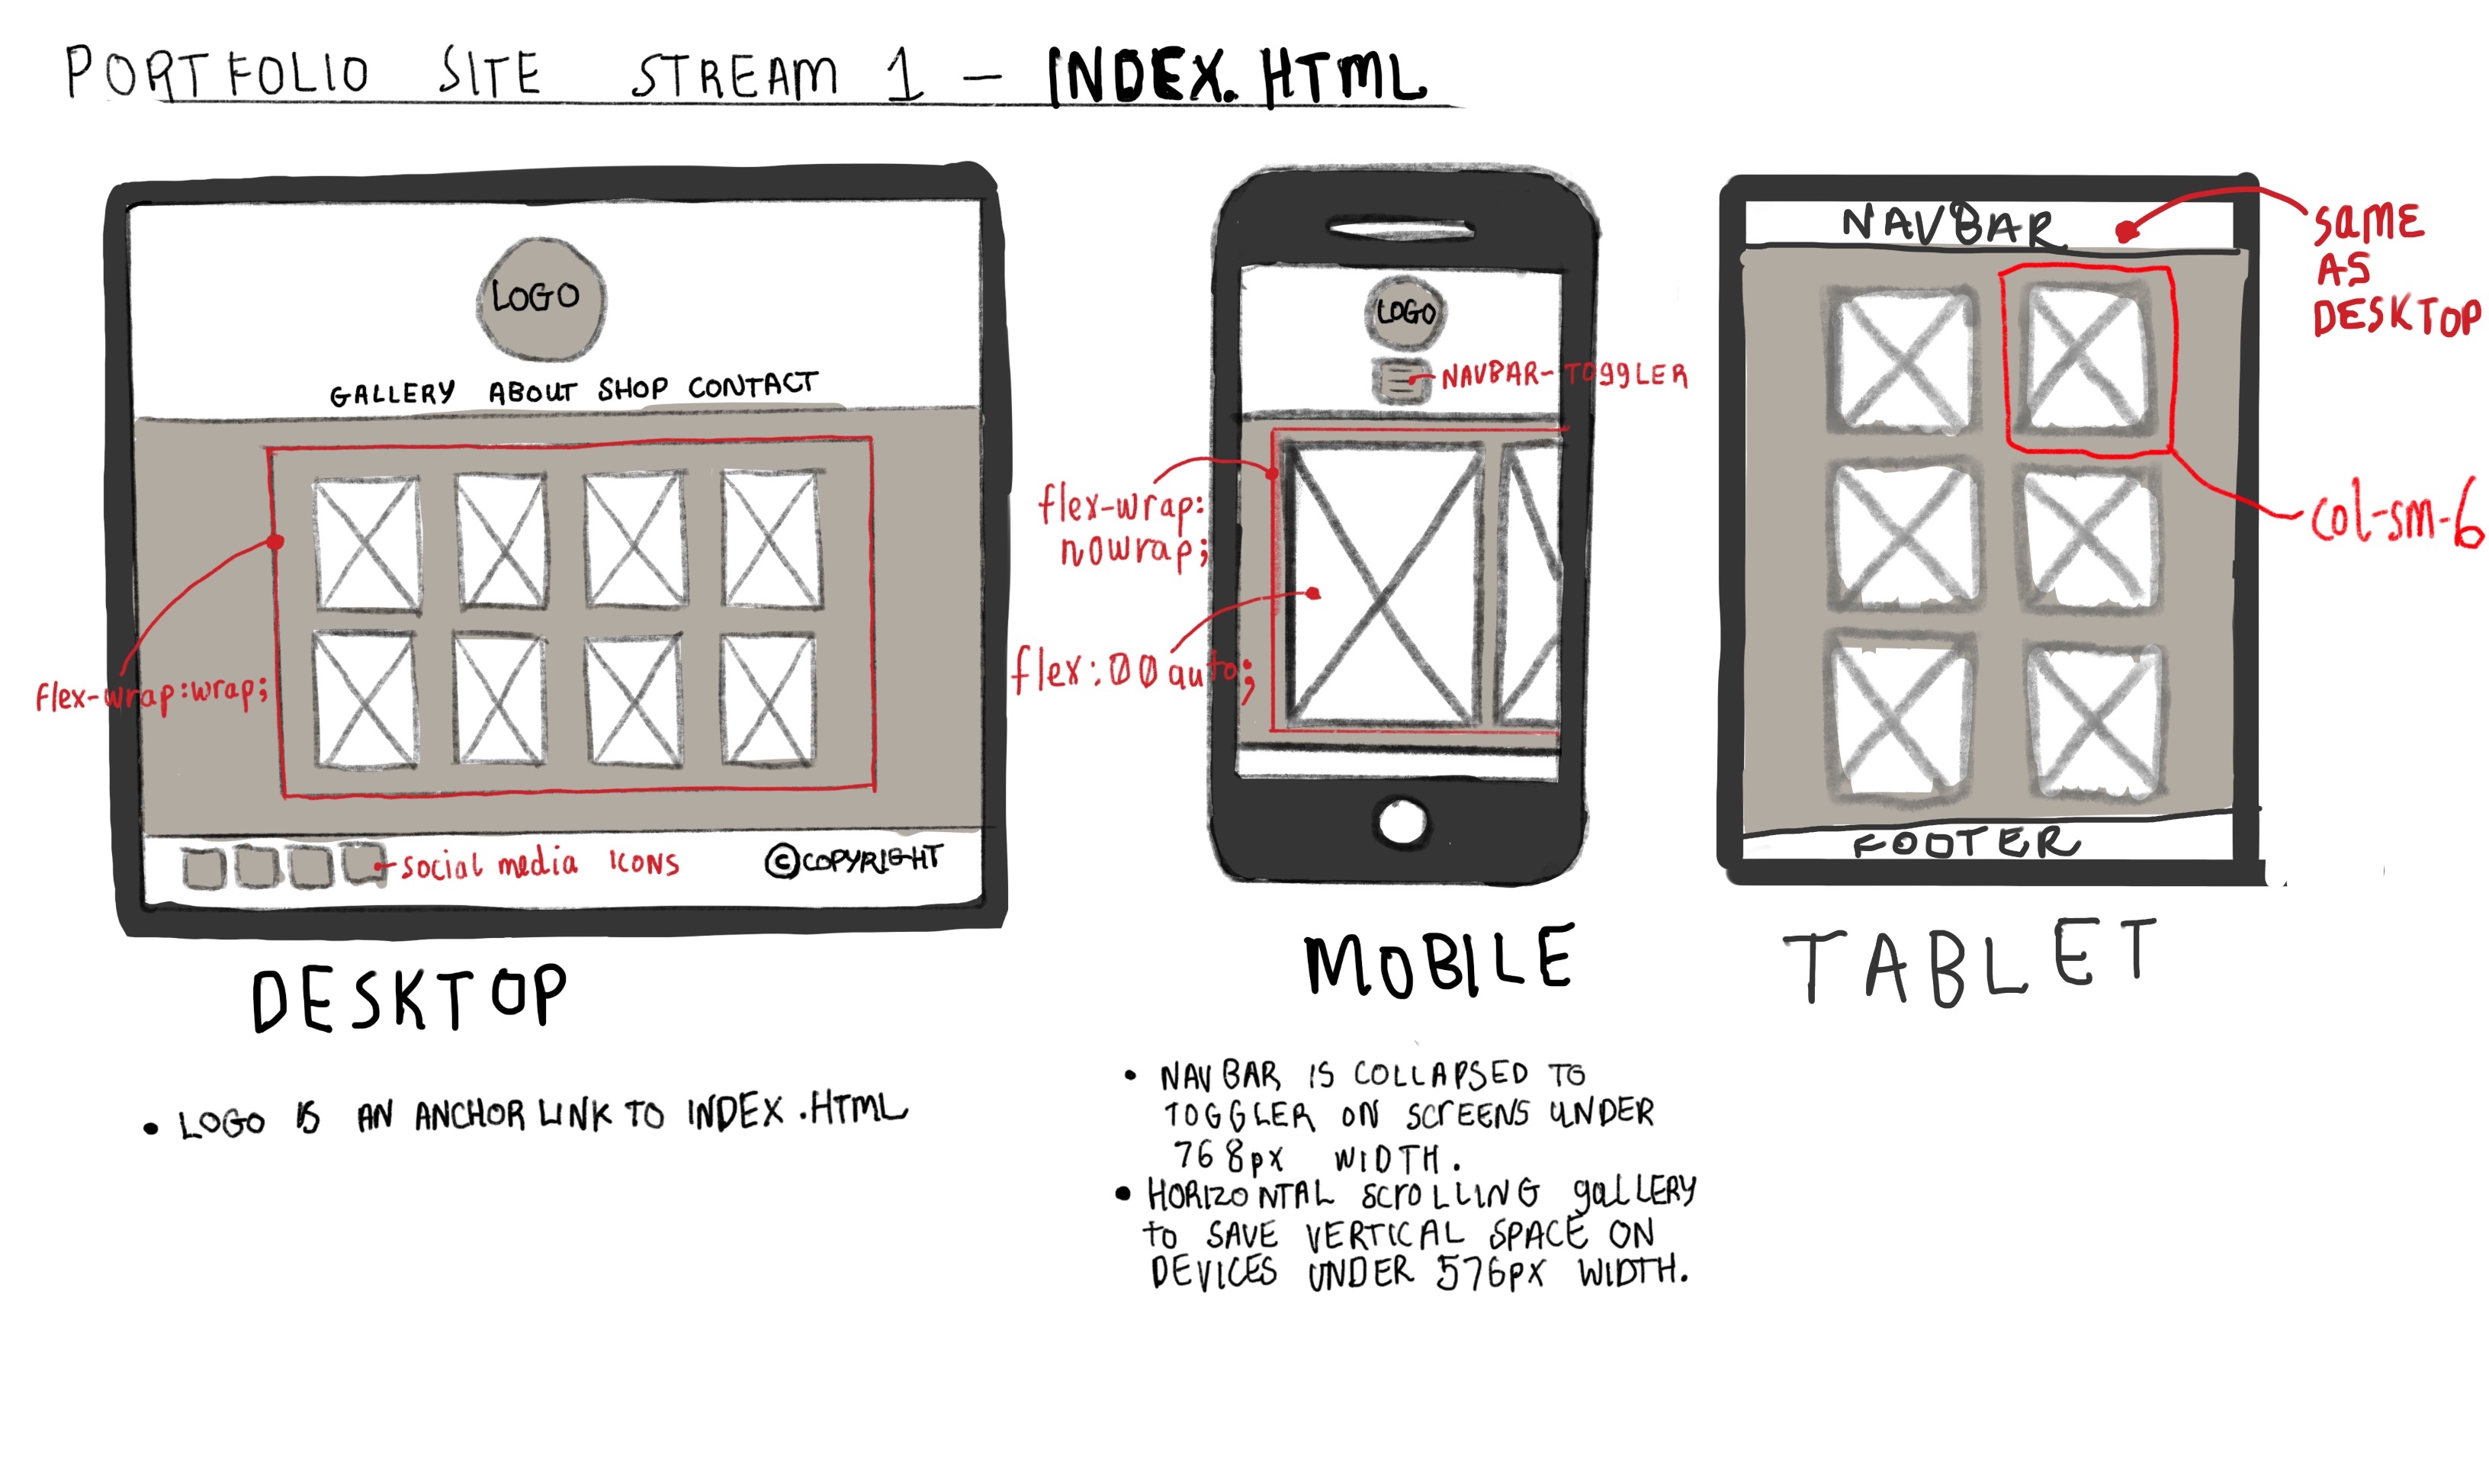 PORTFOLIO SITE STREAM 1 - INDEX.HTML
LOGO
GALLERY ABOUT SHOP CONTACT
flex-wrap:wrap;
social media ICONS
©COPYRIGHT
DESKTOP
• LOGO IS AN ANCHOR LINK TO INDEX.HTML
LOGO
NAVBAR-TOggLER
flex-wrap:
nowrap;
flex:00auto;
MOBILE
• NAVBAR IS COLLAPSED TO
TOGGLER ON SCREENS UNDER
768px WIDTH.
• HORIZONTAL SCROLLING gallERY
to SAVE VERTICAL SPACE ON
DEVICES UNDER 576PX WIDTH.
NAVBAR
SaME
AS
DESKTOP
col-sm-6
FOOTER
TABLET